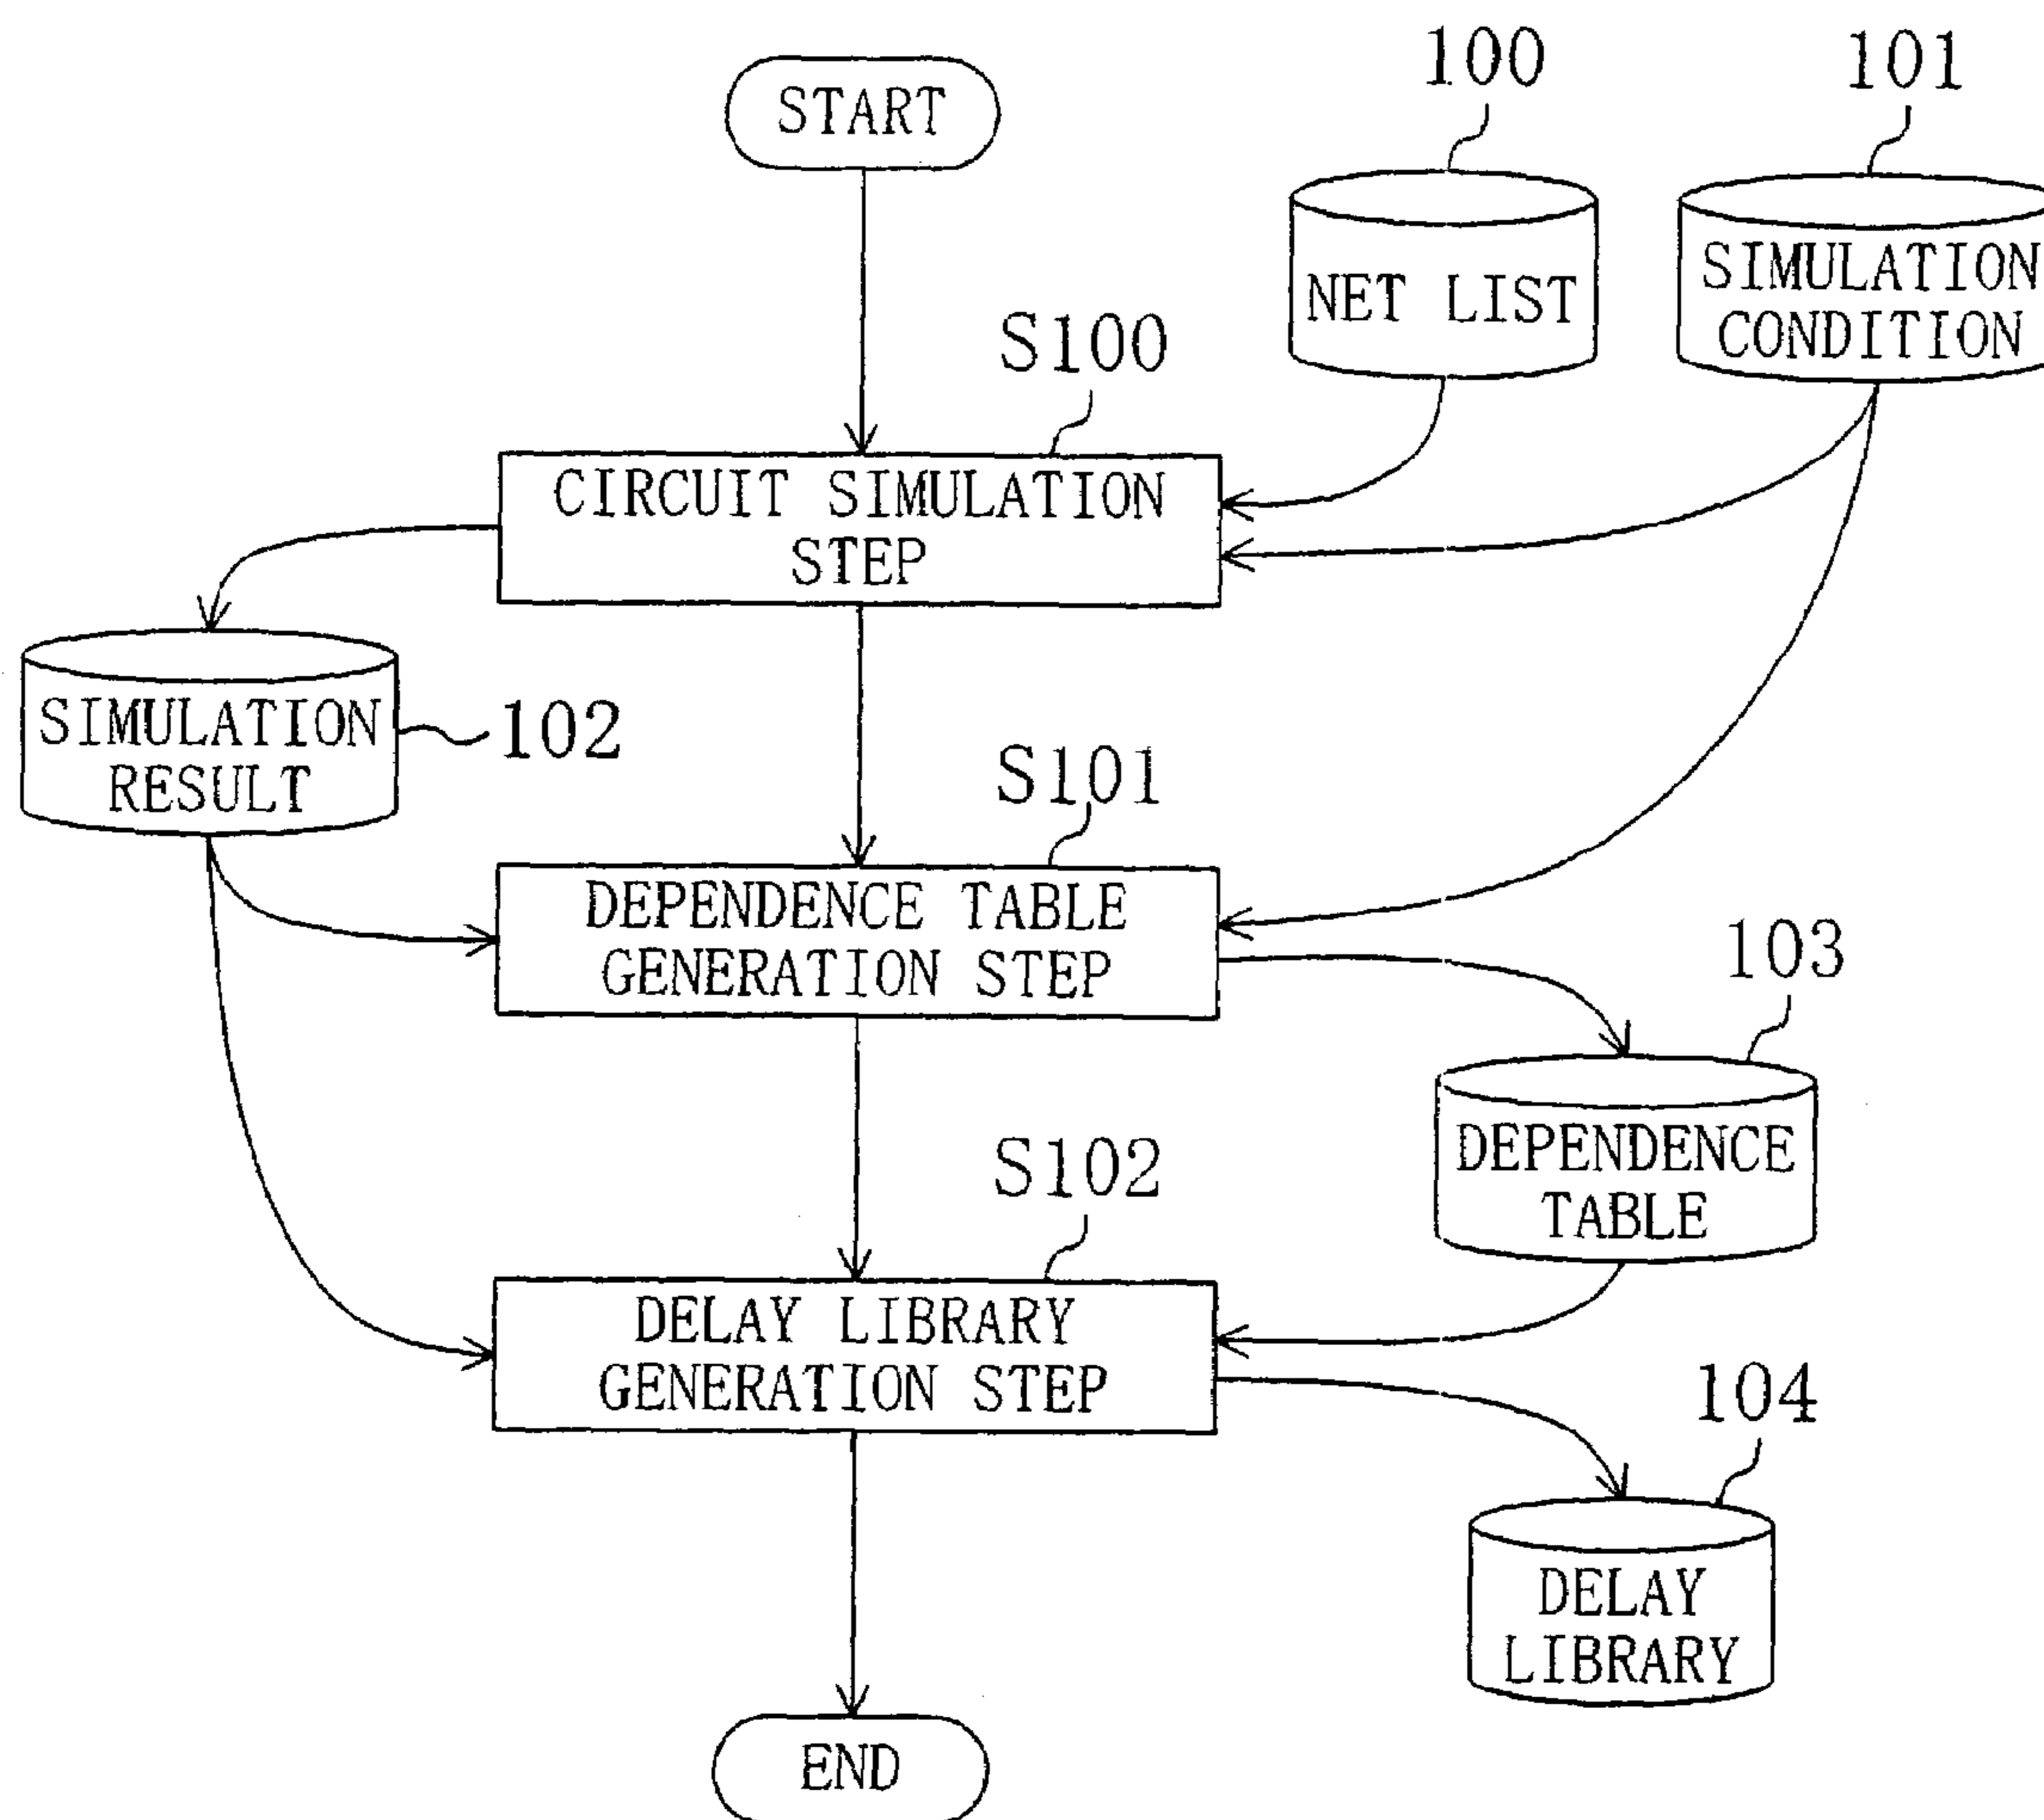 100
101
START
NET LIST
SIMULATION
CONDITION
S100
CIRCUIT SIMULATION
STEP
SIMULATION
RESULT
102
S101
DEPENDENCE TABLE
GENERATION STEP
103
DEPENDENCE
TABLE
S102
DELAY LIBRARY
GENERATION STEP
104
DELAY
LIBRARY
END